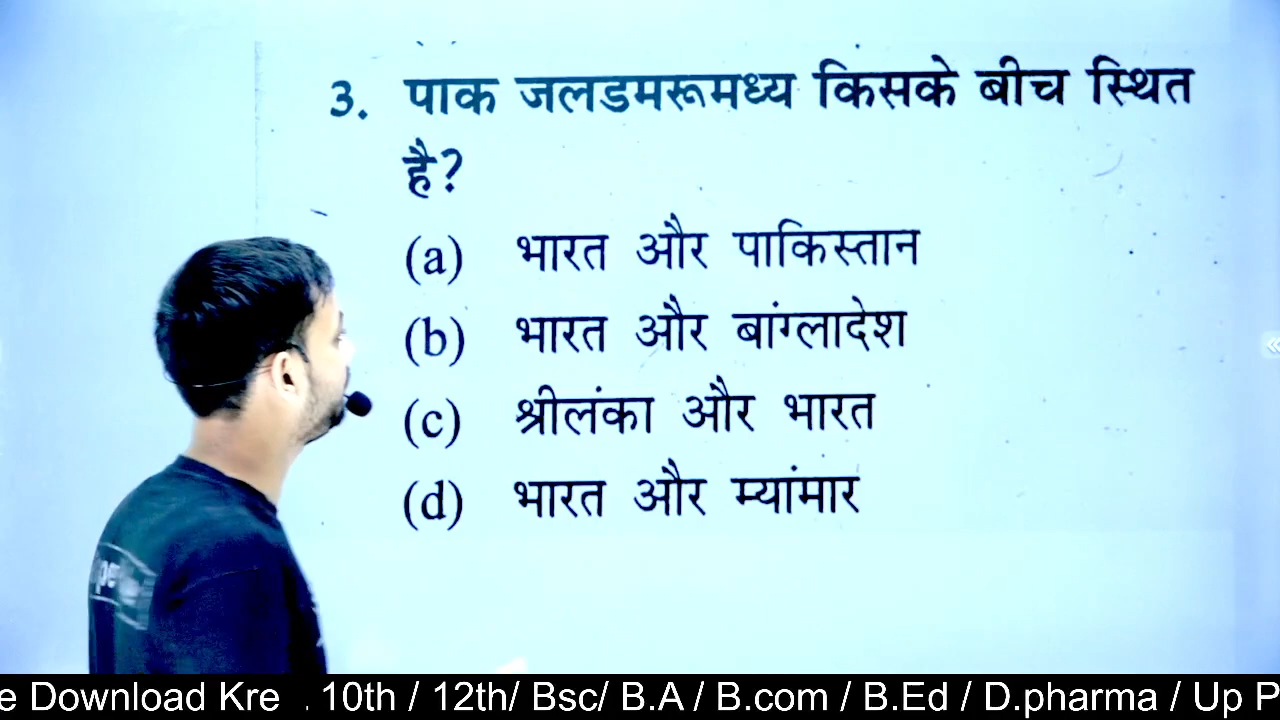 3. पाक जलडमरूमध्य किसके बीच स्थित
है?
(a) भारत और पाकिस्तान
(b) भारत और बांग्लादेश
(c) श्रीलंका और भारत
(d) भारत और म्यांमार
e Download Kre . 10th / 12th/ Bsc/ B.A / B.com / B.Ed / D.pharma / Up P